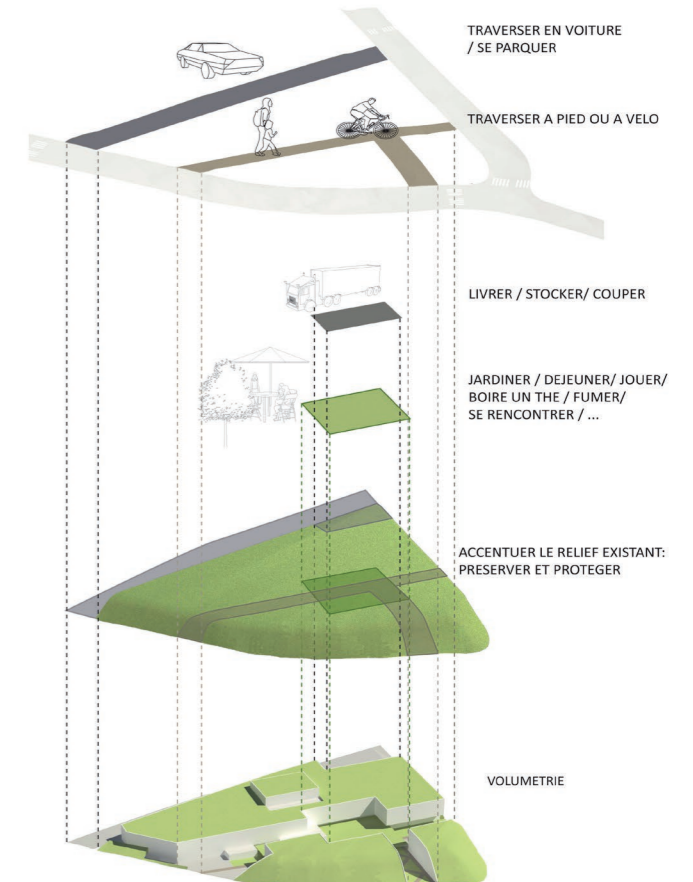 TRAVERSER EN VOITURE
/ SE PARQUER
TRAVERSER A PIED OU A VELO
LIVRER / STOCKER/ COUPER
JARDINER / DEJEUNER/ JOUER/
BOIRE UN THE / FUMER/
SE RENCONTRER / ...
ACCENTUER LE RELIEF EXISTANT:
PRESERVER ET PROTEGER
VOLUMETRIE